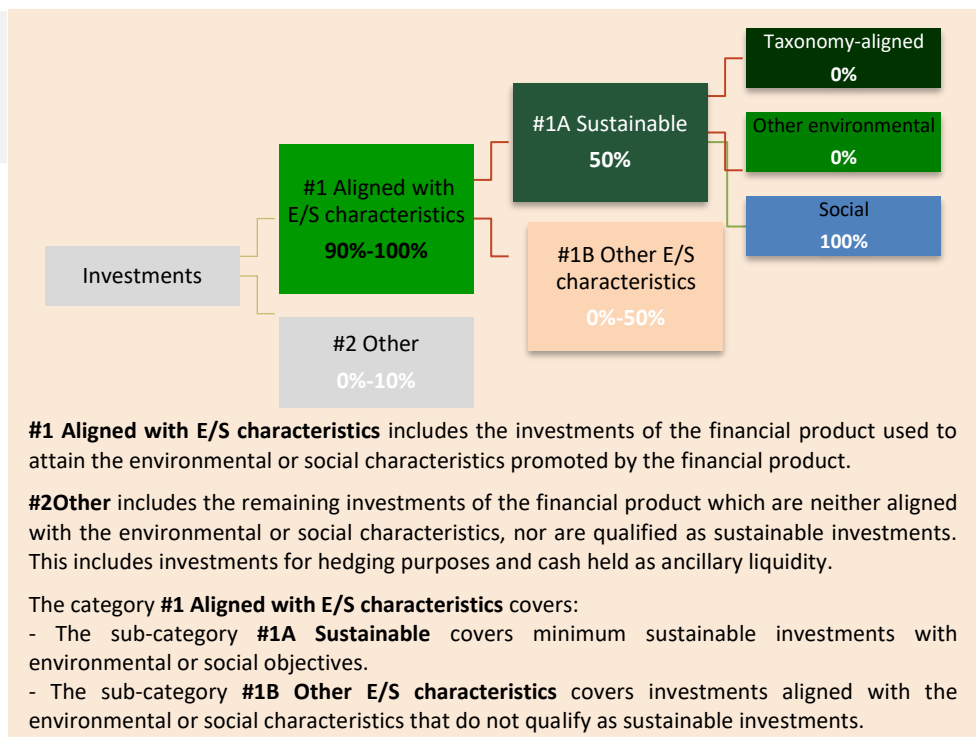 Taxonomy-aligned
0%
#1A Sustainable
50%
Other environmental
0%
#1 Aligned with
E/S characteristics
90%-100%
Social
100%
Investments
#1B Other E/S
characteristics
0%-50%
#2 Other
0%-10%
#1 Aligned with E/S characteristics includes the investments of the financial product used to
attain the environmental or social characteristics promoted by the financial product.
#2Other includes the remaining investments of the financial product which are neither aligned
with the environmental or social characteristics, nor are qualified as sustainable investments.
This includes investments for hedging purposes and cash held as ancillary liquidity.
The category #1 Aligned with E/S characteristics covers:
- The sub-category #1A Sustainable covers minimum sustainable investments with
environmental or social objectives.
- The sub-category #1B Other E/S characteristics covers investments aligned with the
environmental or social characteristics that do not qualify as sustainable investments.